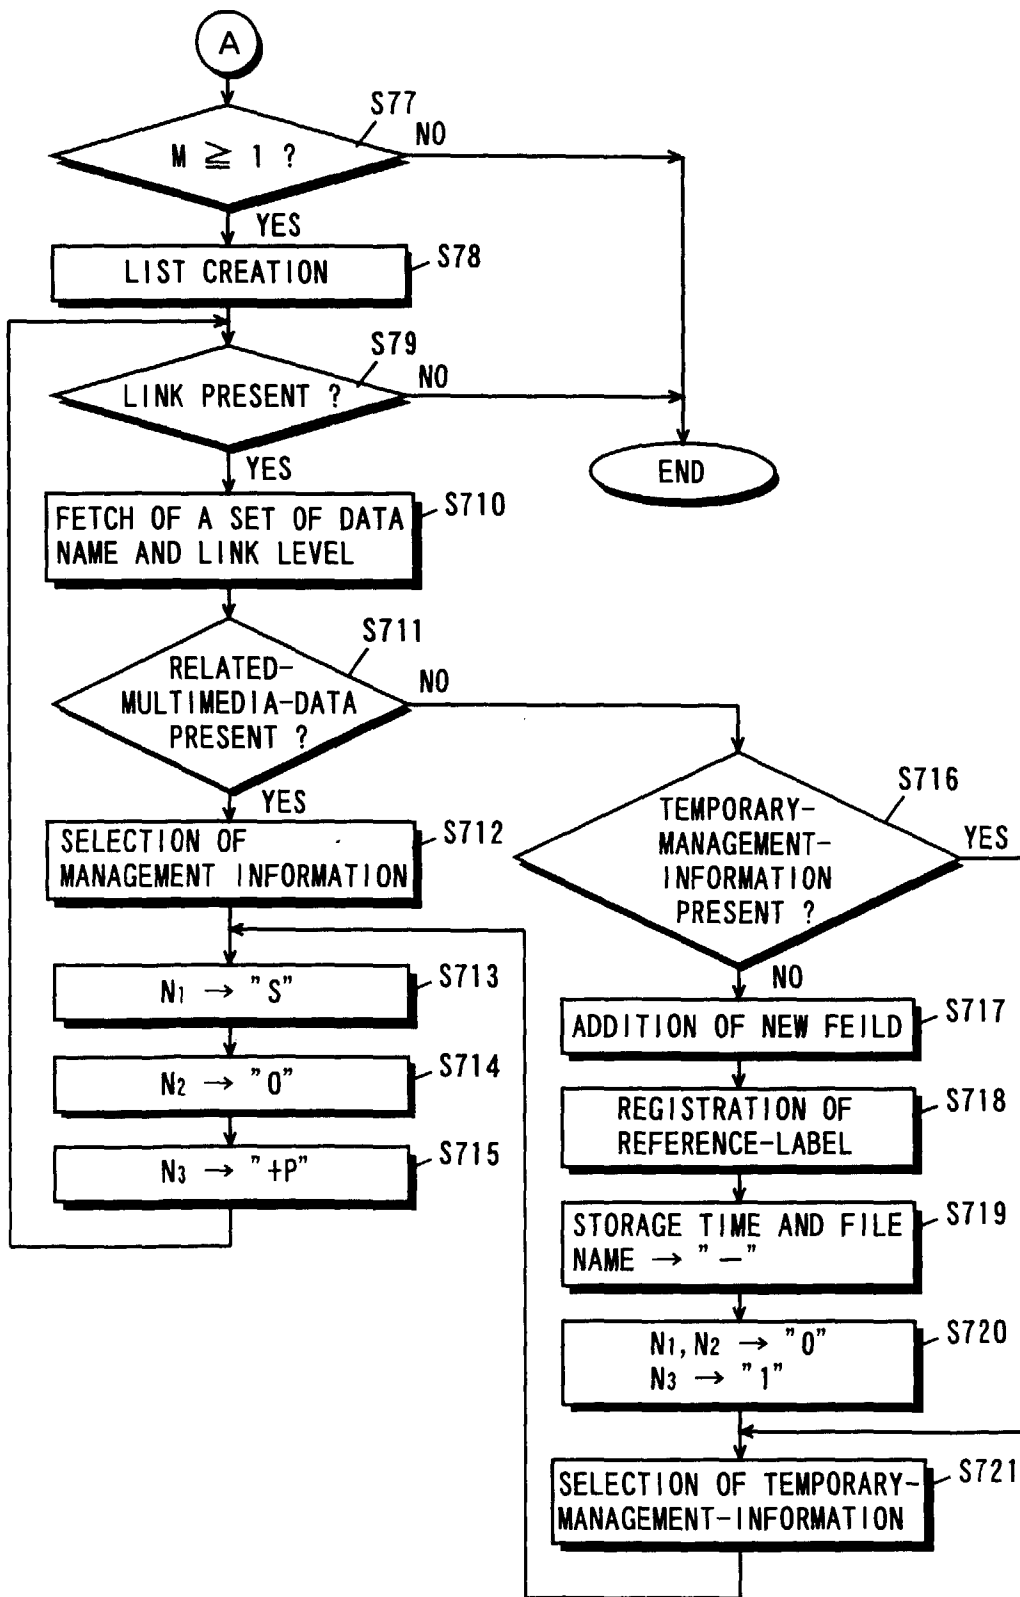 A
S77
M ≧ 1 ?
NO
YES
LIST CREATION
S78
S79
LINK PRESENT ?
NO
YES
END
FETCH OF A SET OF DATA
NAME AND LINK LEVEL
S710
S711
RELATED-
MULTIMEDIA-DATA
PRESENT ?
NO
YES
SELECTION OF
MANAGEMENT INFORMATION
S712
N1 → "S"
S713
N2 → "0"
S714
N3 → "+P"
S715
S716
TEMPORARY-
MANAGEMENT-
INFORMATION
PRESENT ?
YES
NO
ADDITION OF NEW FEILD
S717
REGISTRATION OF
REFERENCE-LABEL
S718
STORAGE TIME AND FILE
NAME → "—"
S719
N1, N2 → "0"
N3 → "1"
S720
SELECTION OF TEMPORARY-
MANAGEMENT-INFORMATION
S721